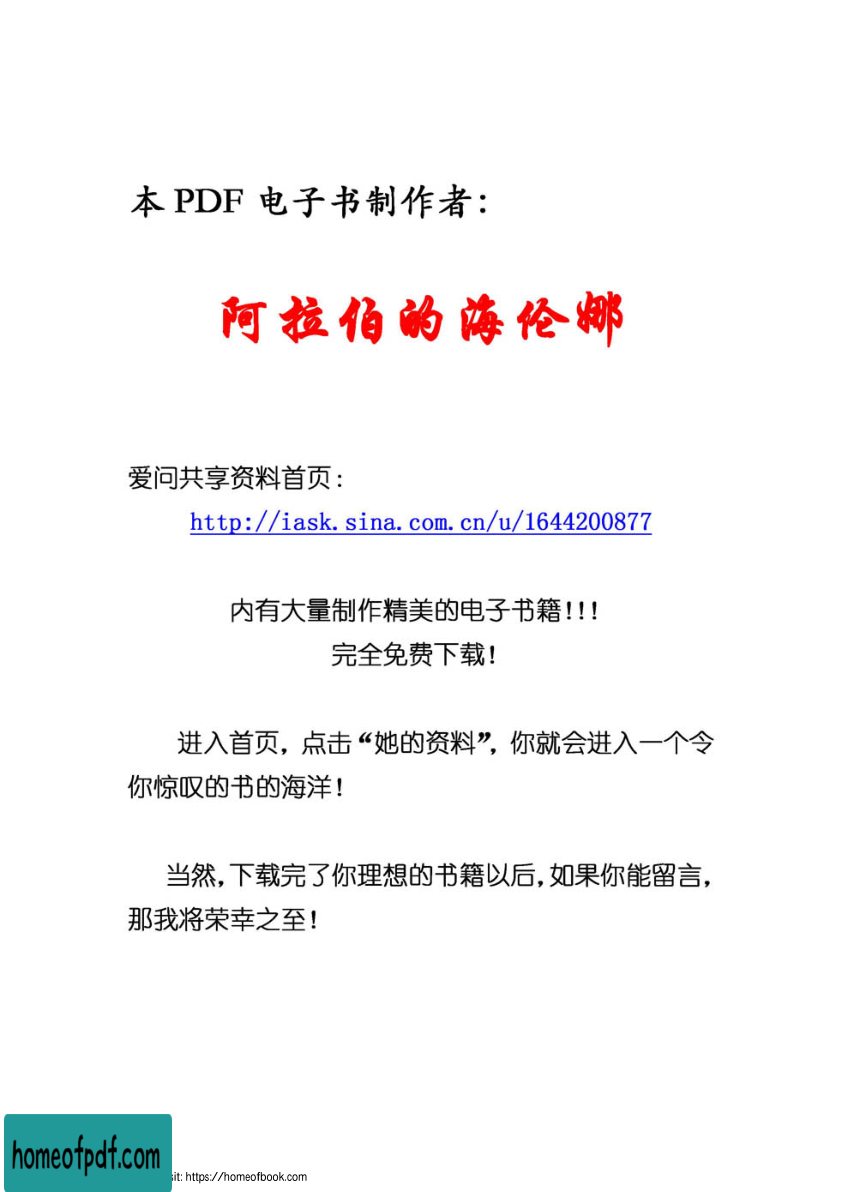 本 PDF 电子书制作者：
阿拉伯的海伦娜
爱问共享资料首页：
http://iask.sina.com.cn/u/1644200877
内有大量制作精美的电子书籍！！！
完全免费下载！
进入首页，点击“她的资料”，你就会进入一个令
你惊叹的书的海洋！
当然，下载完了你理想的书籍以后，如果你能留言，
那我将荣幸之至！
homeofpdf.com
sit: https://homeofbook.com